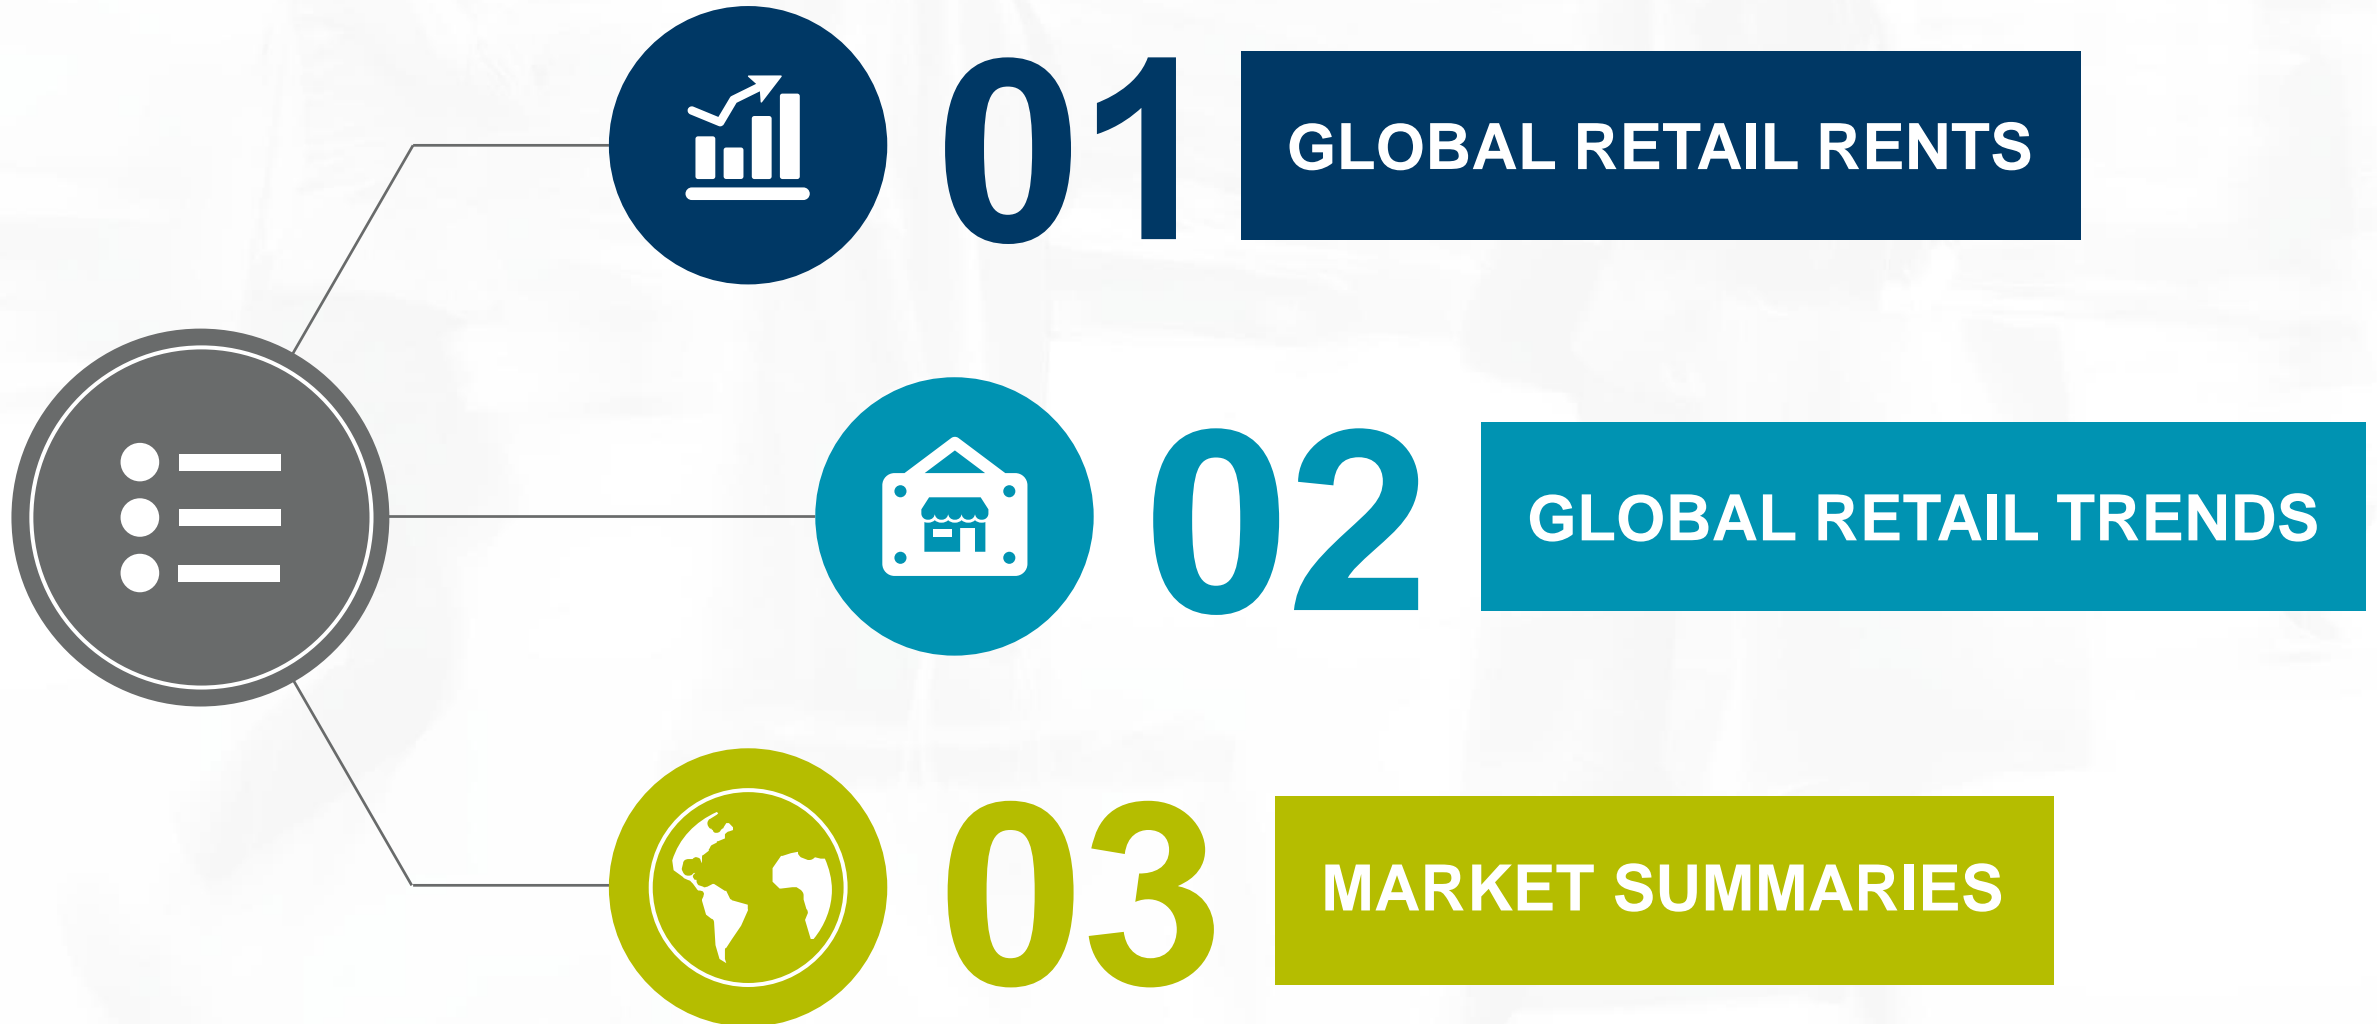 01
GLOBAL RETAIL RENTS
02
GLOBAL RETAIL TRENDS
03
MARKET SUMMARIES